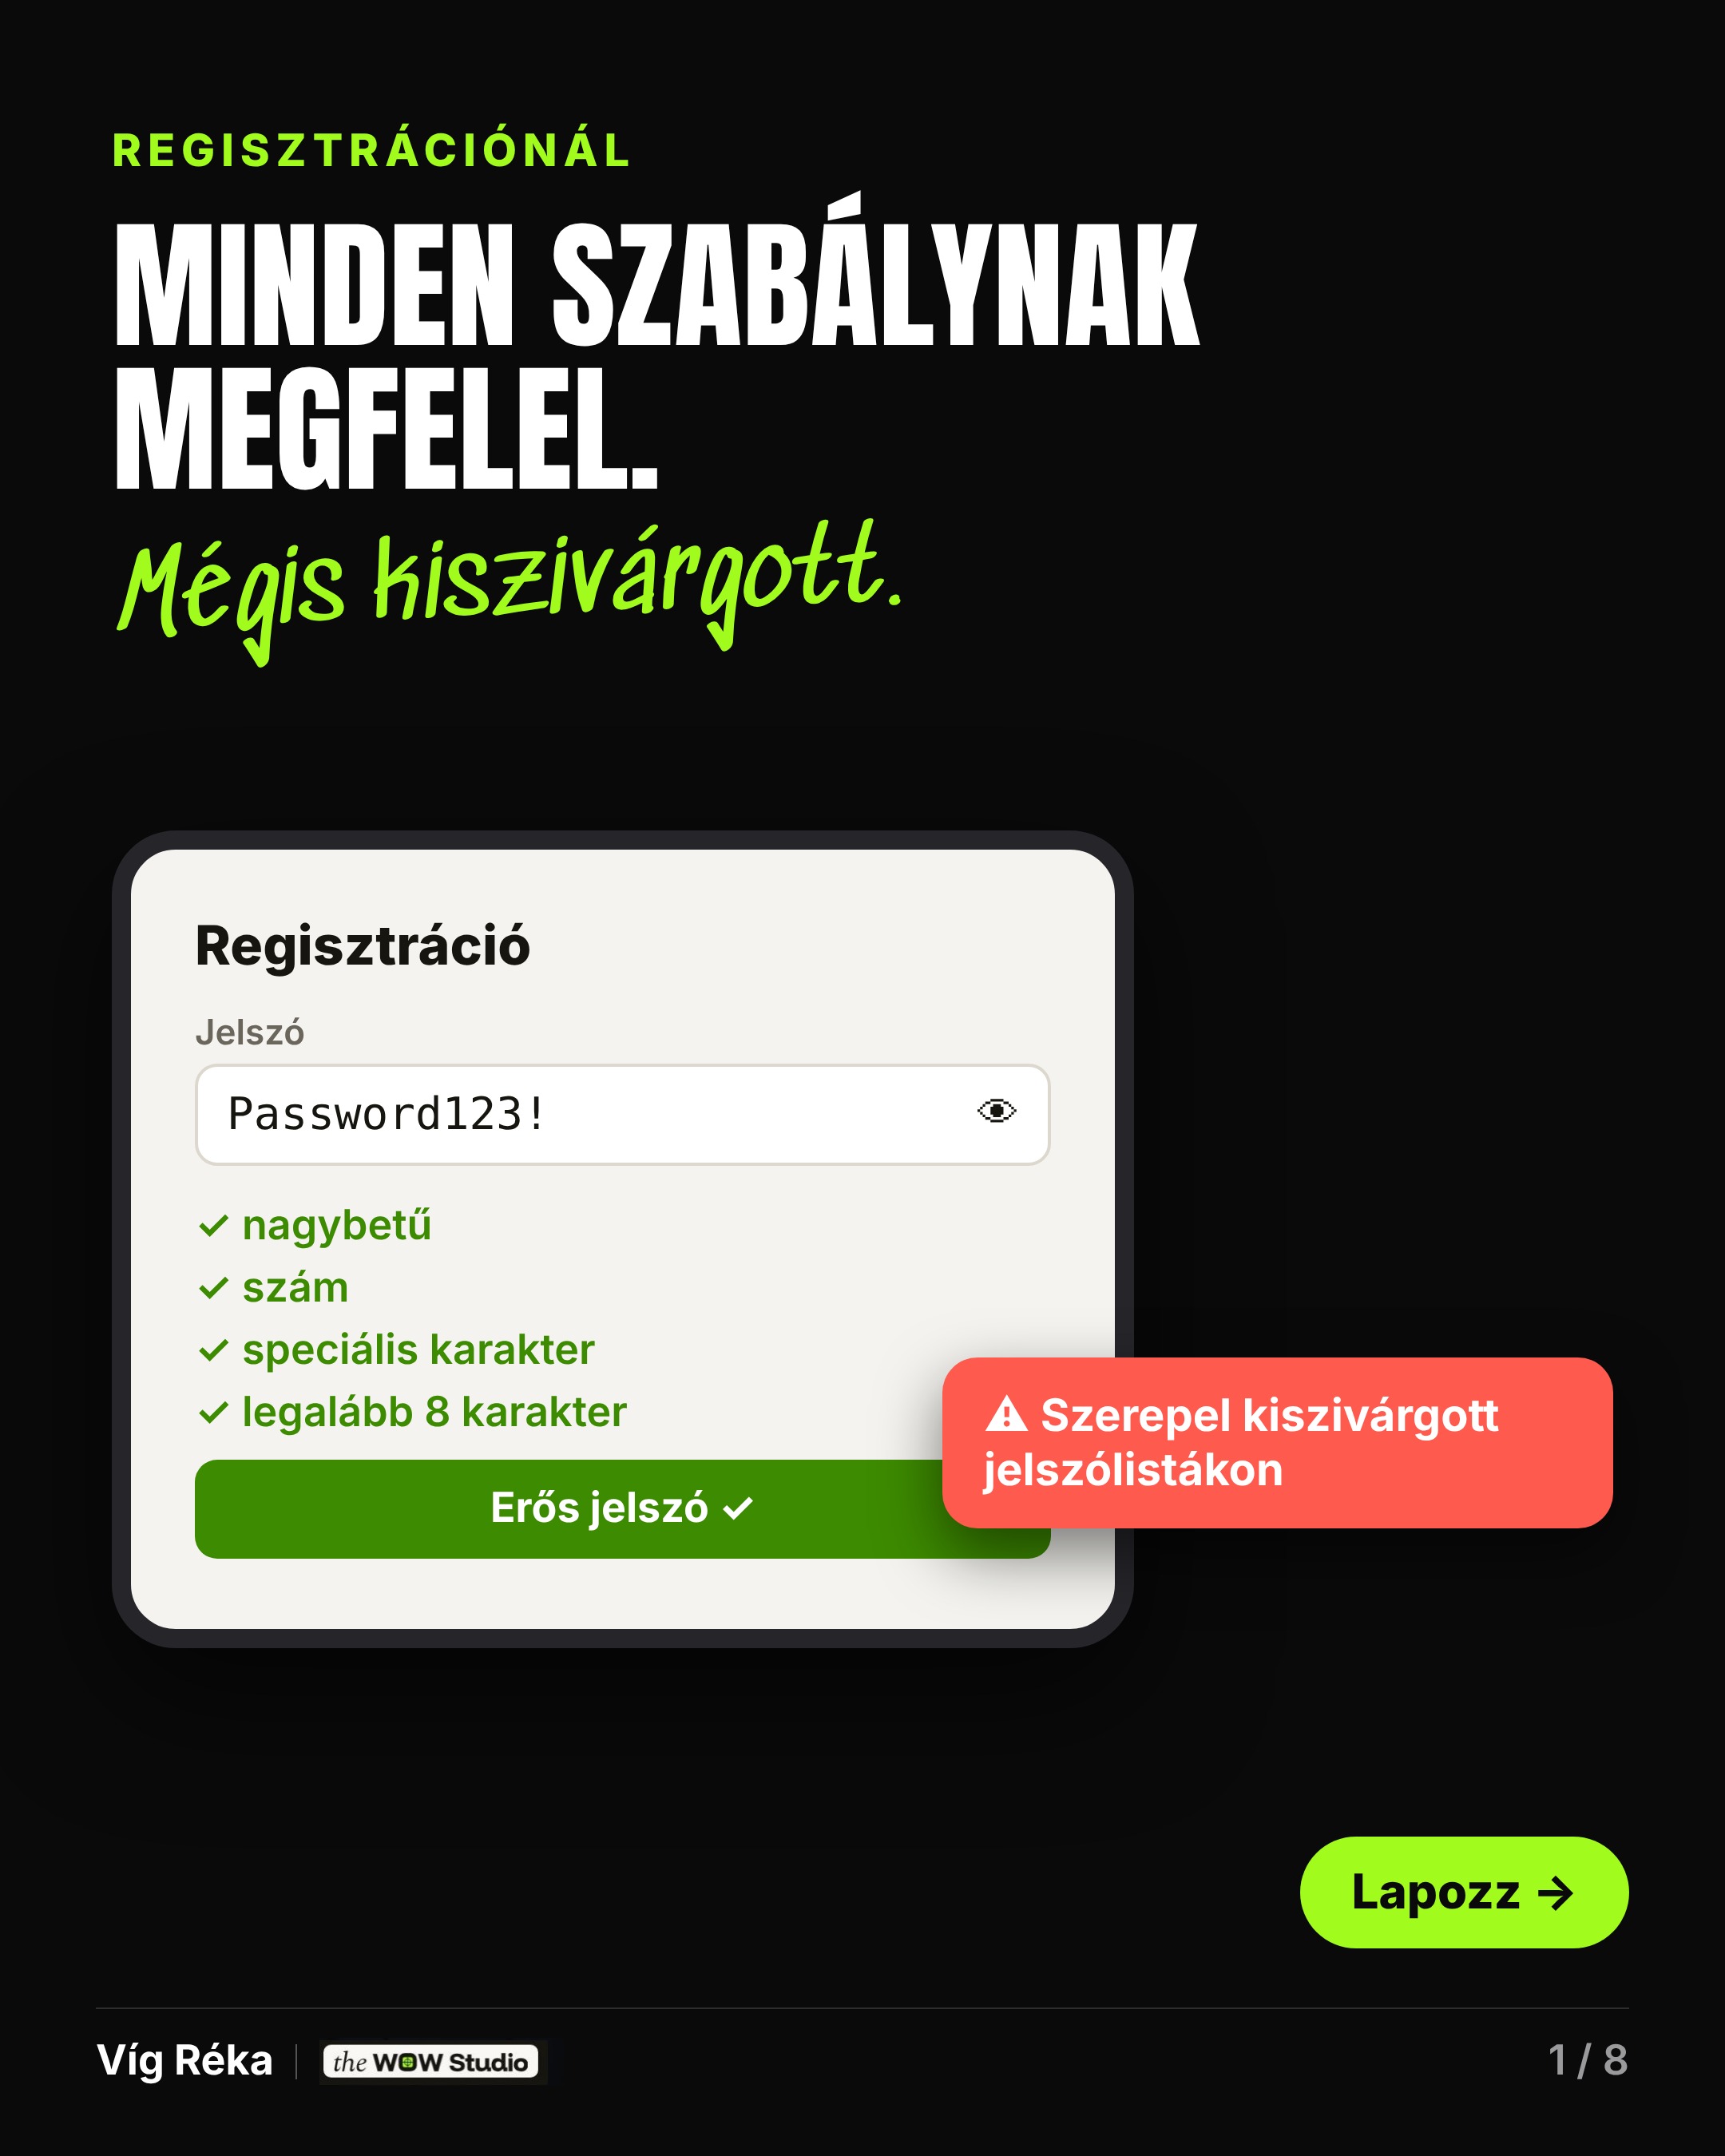 REGISZTRÁCIÓNÁL
MINDEN SZABÁLYNAK
MEGFELEL.
Mégis kiszivárgott.
Regisztráció
Jelszó
Password123!
✓ nagybetű
✓ szám
✓ speciális karakter
✓ legalább 8 karakter
⚠ Szerepel kiszivárgott
jelszólistákon
Erős jelszó ✓
Lapozz →
Víg Réka
the WOW Studio
1 / 8